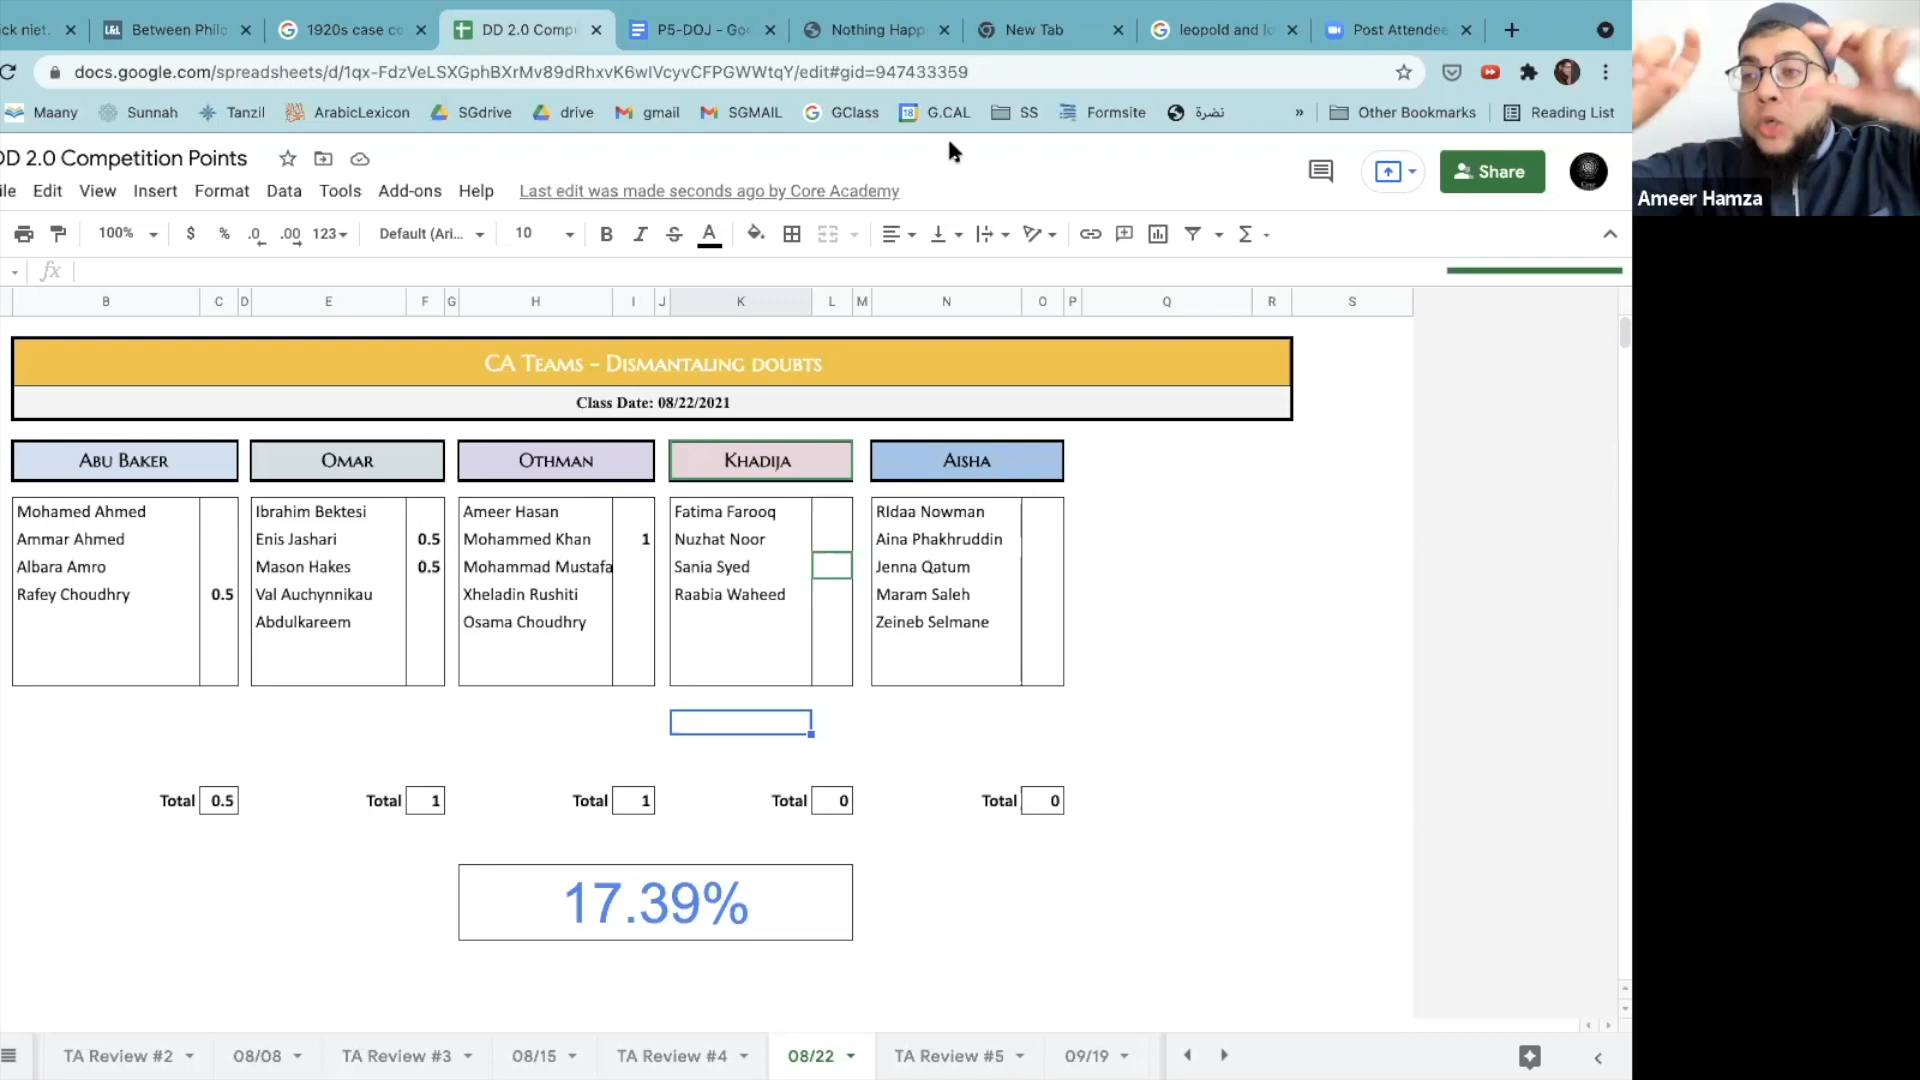 ck niet.
L&L Between Philo
1920s case co
DD 2.0 Compe
P5-DOJ - Goo
Nothing Happ
New Tab
leopold and lo
Post Attendee
docs.google.com/spreadsheets/d/1qx-FdzVeLSXGphBXrMv89dRhxvK6wIVcyvCFPGWWtqY/edit#gid=947433359
Maany Sunnah Tanzil ArabicLexicon SGdrive drive gmail SGMAIL GClass 18 G.CAL SS Formsite نضرة » Other Bookmarks Reading List
DD 2.0 Competition Points
ile Edit View Insert Format Data Tools Add-ons Help Last edit was made seconds ago by Core Academy
Share
100% $ % .0 .00 123 Default (Ari... 10 B I S A
fx
B C D E F G H I J K L M N O P Q R S
CA Teams - Dismantaling doubts
Class Date: 08/22/2021
Abu Baker Omar Othman Khadija Aisha
Mohamed Ahmed Ibrahim Bektesi Ameer Hasan Fatima Farooq RIdaa Nowman
Ammar Ahmed Enis Jashari 0.5 Mohammed Khan 1 Nuzhat Noor Aina Phakhruddin
Albara Amro Mason Hakes 0.5 Mohammad Mustafa Sania Syed Jenna Qatum
Rafey Choudhry 0.5 Val Auchynnikau Xheladin Rushiti Raabia Waheed Maram Saleh
Abdulkareem Osama Choudhry Zeineb Selmane
Total 0.5 Total 1 Total 1 Total 0 Total 0
17.39%
TA Review #2 08/08 TA Review #3 08/15 TA Review #4 08/22 TA Review #5 09/19
Ameer Hamza